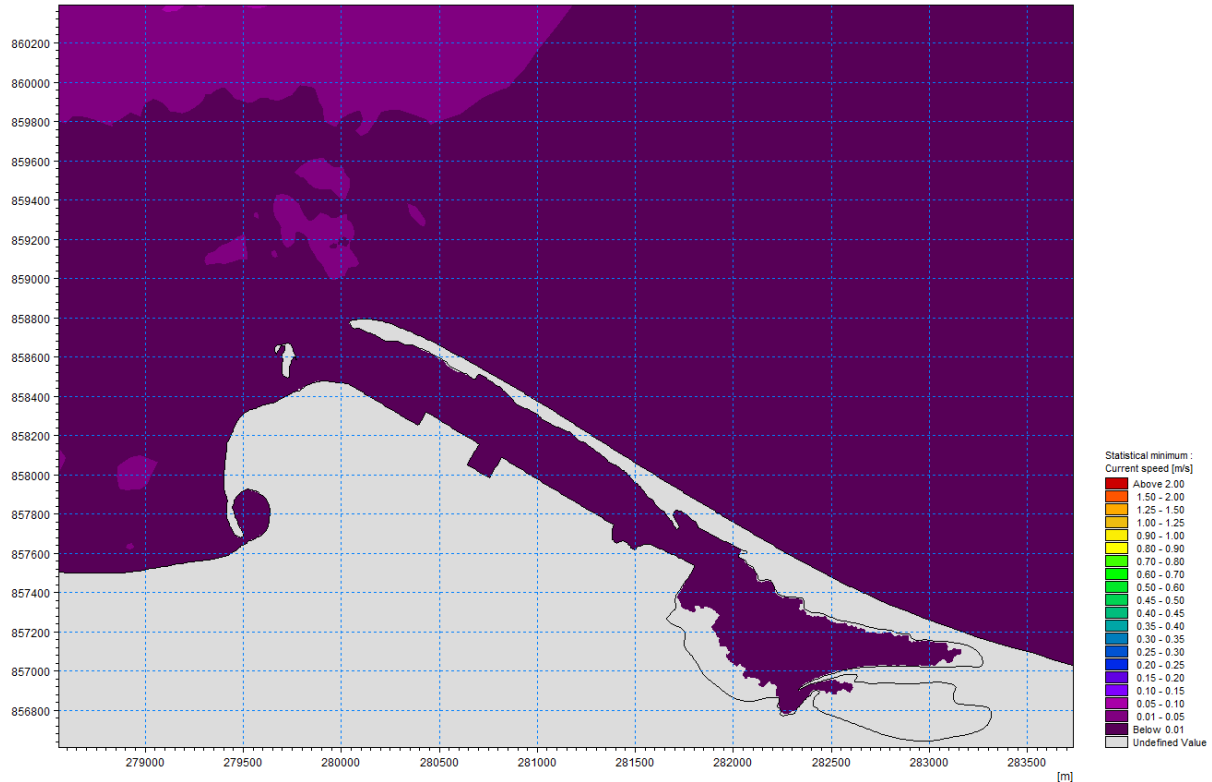 860200
860000
859800
859600
859400
859200
859000
858800
858600
858400
858200
858000
857800
857600
857400
857200
857000
856800
279000 279500 280000 280500 281000 281500 282000 282500 283000 283500
[m]
Statistical minimum :
Current speed [m/s]
Above 2.00
1.50 - 2.00
1.25 - 1.50
1.00 - 1.25
0.90 - 1.00
0.80 - 0.90
0.70 - 0.80
0.60 - 0.70
0.50 - 0.60
0.45 - 0.50
0.40 - 0.45
0.35 - 0.40
0.30 - 0.35
0.25 - 0.30
0.20 - 0.25
0.15 - 0.20
0.10 - 0.15
0.05 - 0.10
0.01 - 0.05
Below 0.01
Undefined Value